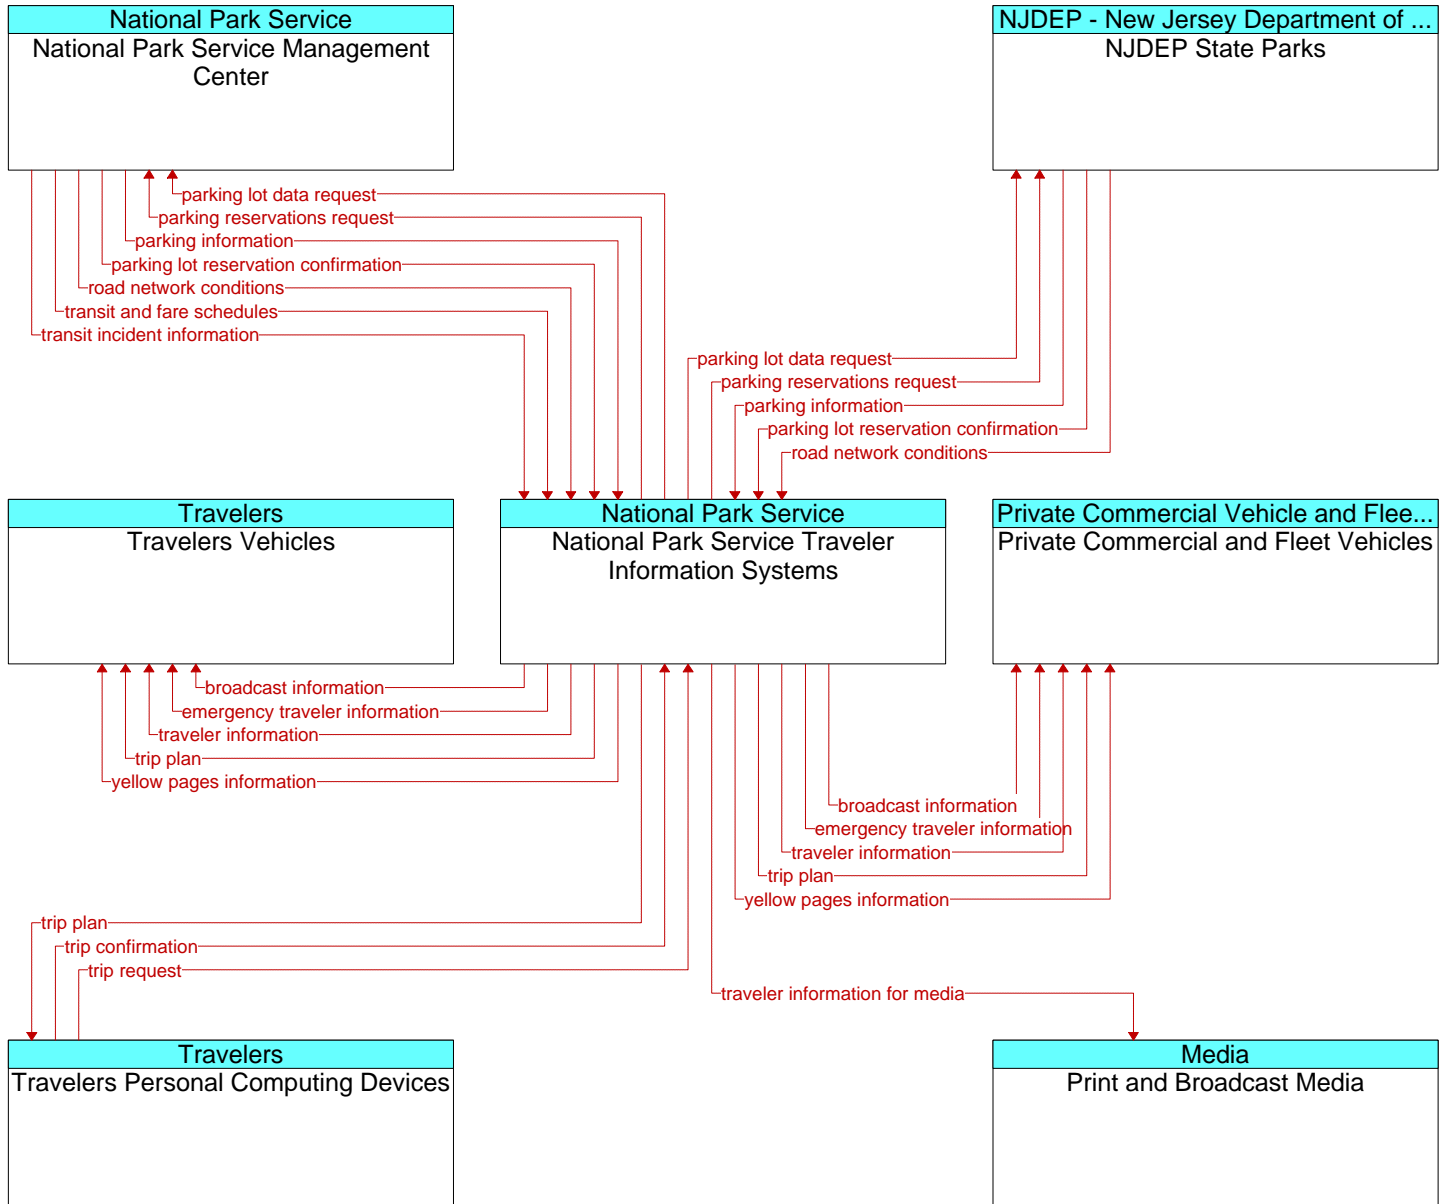 National Park Service
National Park Service Management
Center
NJDEP - New Jersey Department of ...
NJDEP State Parks
parking lot data request
parking reservations request
parking information
parking lot reservation confirmation
road network conditions
transit and fare schedules
transit incident information
parking lot data request
parking reservations request
parking information
parking lot reservation confirmation
road network conditions
Travelers
Travelers Vehicles
National Park Service
National Park Service Traveler
Information Systems
Private Commercial Vehicle and Flee...
Private Commercial and Fleet Vehicles
broadcast information
emergency traveler information
traveler information
trip plan
yellow pages information
broadcast information
emergency traveler information
traveler information
trip plan
yellow pages information
trip plan
trip confirmation
trip request
traveler information for media
Travelers
Travelers Personal Computing Devices
Media
Print and Broadcast Media